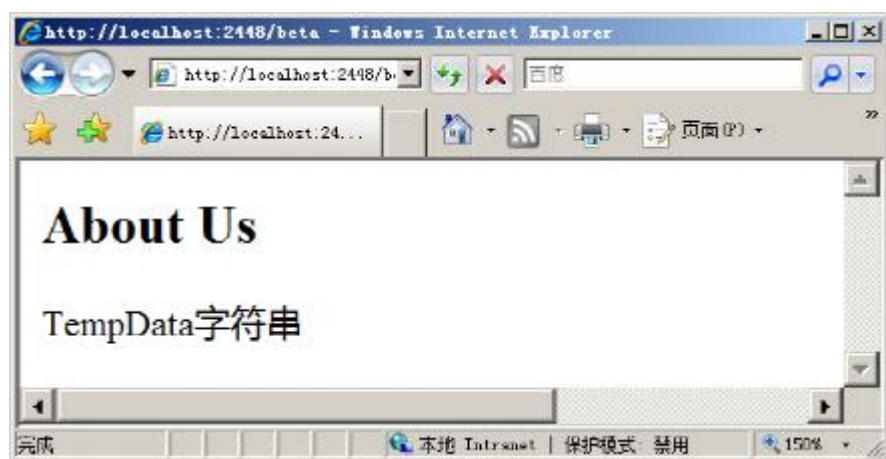 http://localhost:2448/beta - Windows Internet Explorer
http://localhost:2448/b
百度
http://localhost:24...
页面(P)
About Us
TempData字符串
完成
本地 Intranet | 保护模式: 禁用
150%